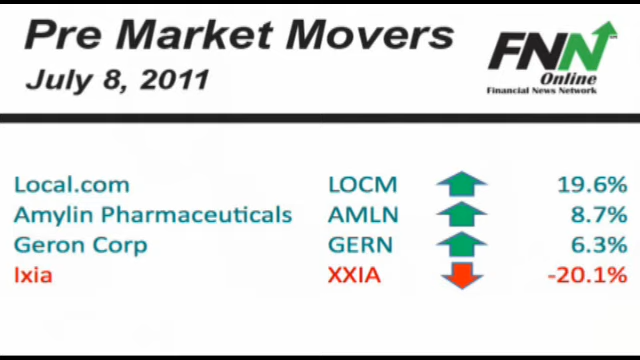 Pre Market Movers
July 8, 2011
FNN
Online
Financial News Network
Local.com LOCM 19.6%
Amylin Pharmaceuticals AMLN 8.7%
Geron Corp GERN 6.3%
Ixia XXIA -20.1%